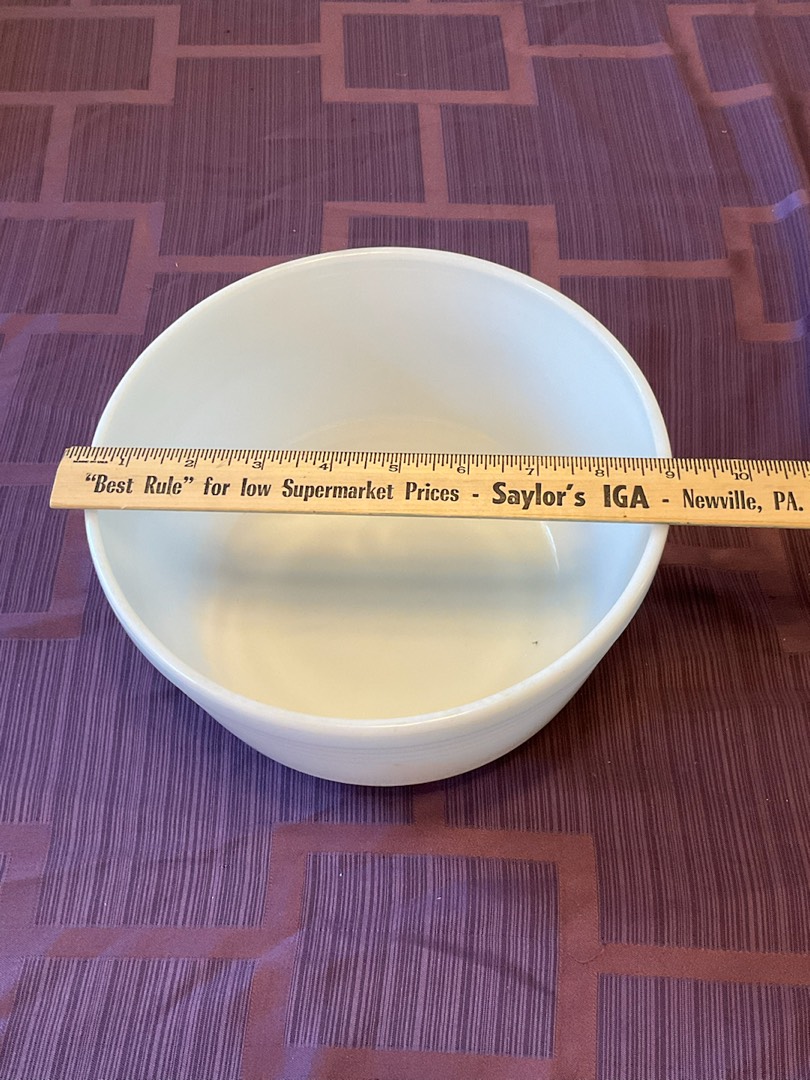 1 2 3 4 5 6 7 8 9 10
"Best Rule" for low Supermarket Prices - Saylor's IGA - Newville, PA.